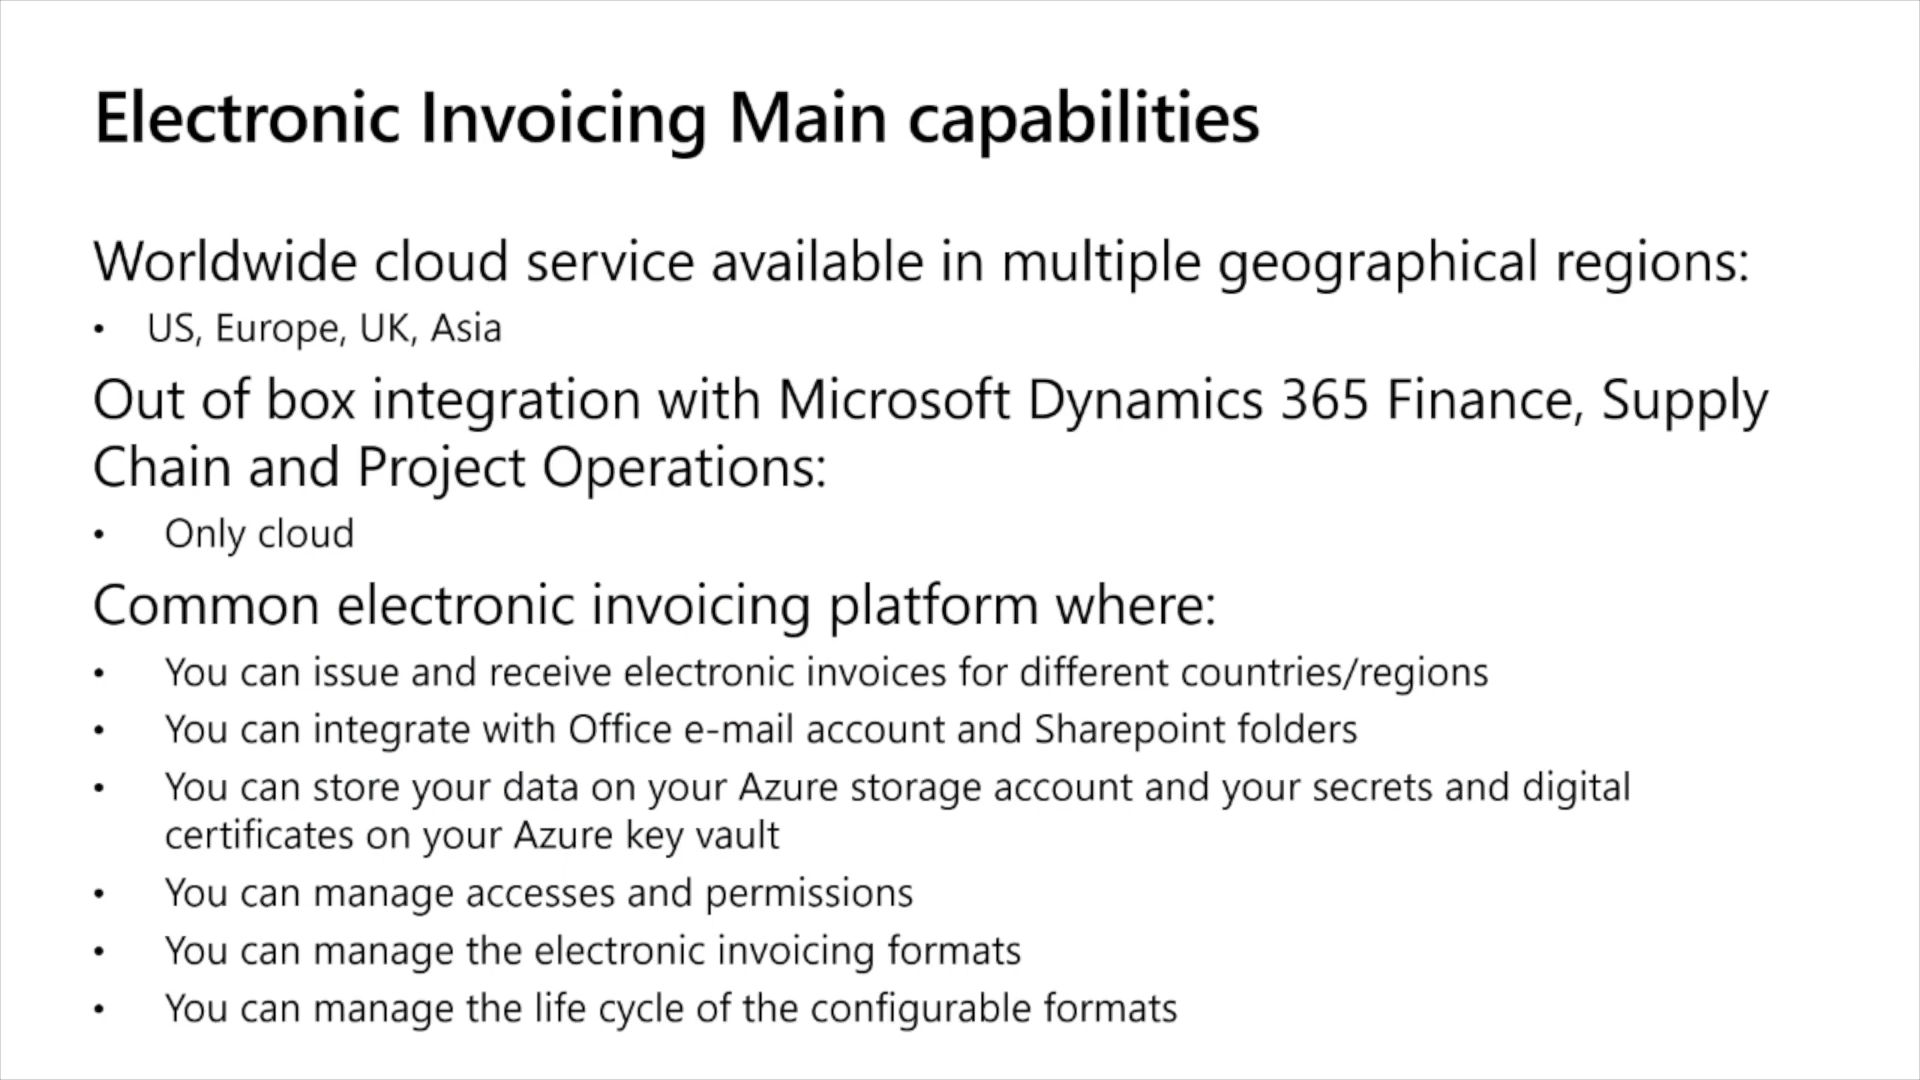 Electronic Invoicing Main capabilities
Worldwide cloud service available in multiple geographical regions:
• US, Europe, UK, Asia
Out of box integration with Microsoft Dynamics 365 Finance, Supply
Chain and Project Operations:
• Only cloud
Common electronic invoicing platform where:
• You can issue and receive electronic invoices for different countries/regions
• You can integrate with Office e-mail account and Sharepoint folders
• You can store your data on your Azure storage account and your secrets and digital
certificates on your Azure key vault
• You can manage accesses and permissions
• You can manage the electronic invoicing formats
• You can manage the life cycle of the configurable formats